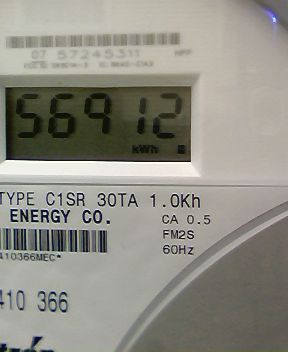 07 57245311
56912
kWh
TYPE C1SR 30TA 1.0Kh
ENERGY CO.
CA 0.5
FM2S
60Hz
410366MEC*
410 366